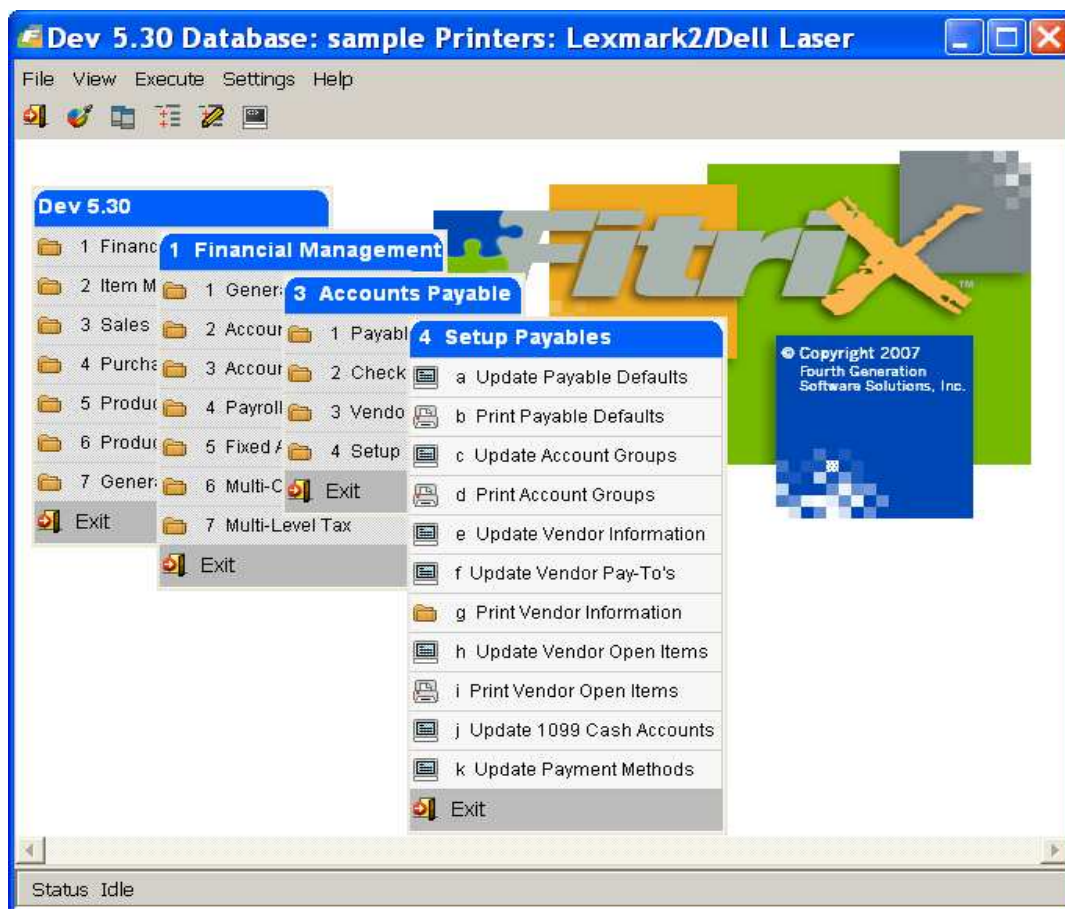 Dev 5.30 Database: sample Printers: Lexmark2/Dell Laser
File View Execute Settings Help
Dev 5.30
1 Financ
2 Item M
3 Sales
4 Purcha
5 Produc
6 Produc
7 Genera
Exit
1 Financial Management
1 Genera
2 Accour
3 Accour
4 Payroll
5 Fixed A
6 Multi-C
7 Multi-Level Tax
Exit
3 Accounts Payable
1 Payabl
2 Check
3 Vendo
4 Setup
Exit
4 Setup Payables
a Update Payable Defaults
b Print Payable Defaults
c Update Account Groups
d Print Account Groups
e Update Vendor Information
f Update Vendor Pay-To's
g Print Vendor Information
h Update Vendor Open Items
i Print Vendor Open Items
j Update 1099 Cash Accounts
k Update Payment Methods
Exit
Fitrix™
© Copyright 2007
Fourth Generation
Software Solutions, Inc.
Status Idle